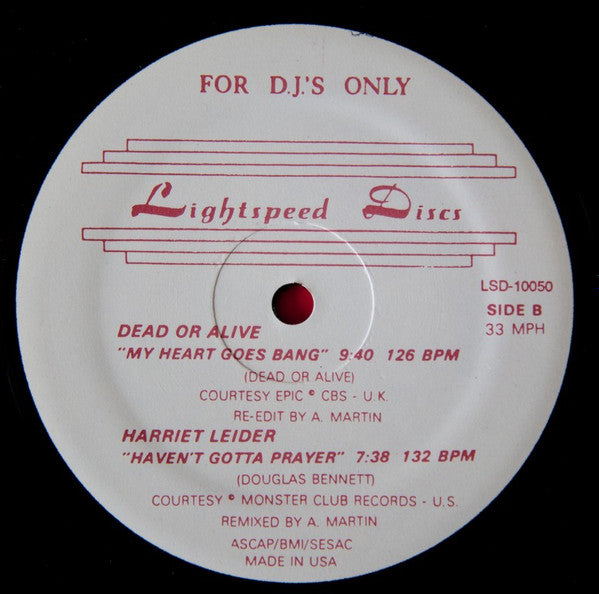 FOR D.J.'S ONLY
Lightspeed Discs
LSD-10050
SIDE B
33 MPH
DEAD OR ALIVE
"MY HEART GOES BANG" 9:40 126 BPM
(DEAD OR ALIVE)
COURTESY EPIC © CBS - U.K.
RE-EDIT BY A. MARTIN
HARRIET LEIDER
"HAVEN'T GOTTA PRAYER" 7:38 132 BPM
(DOUGLAS BENNETT)
COURTESY © MONSTER CLUB RECORDS - U.S.
REMIXED BY A. MARTIN
ASCAP/BMI/SESAC
MADE IN USA